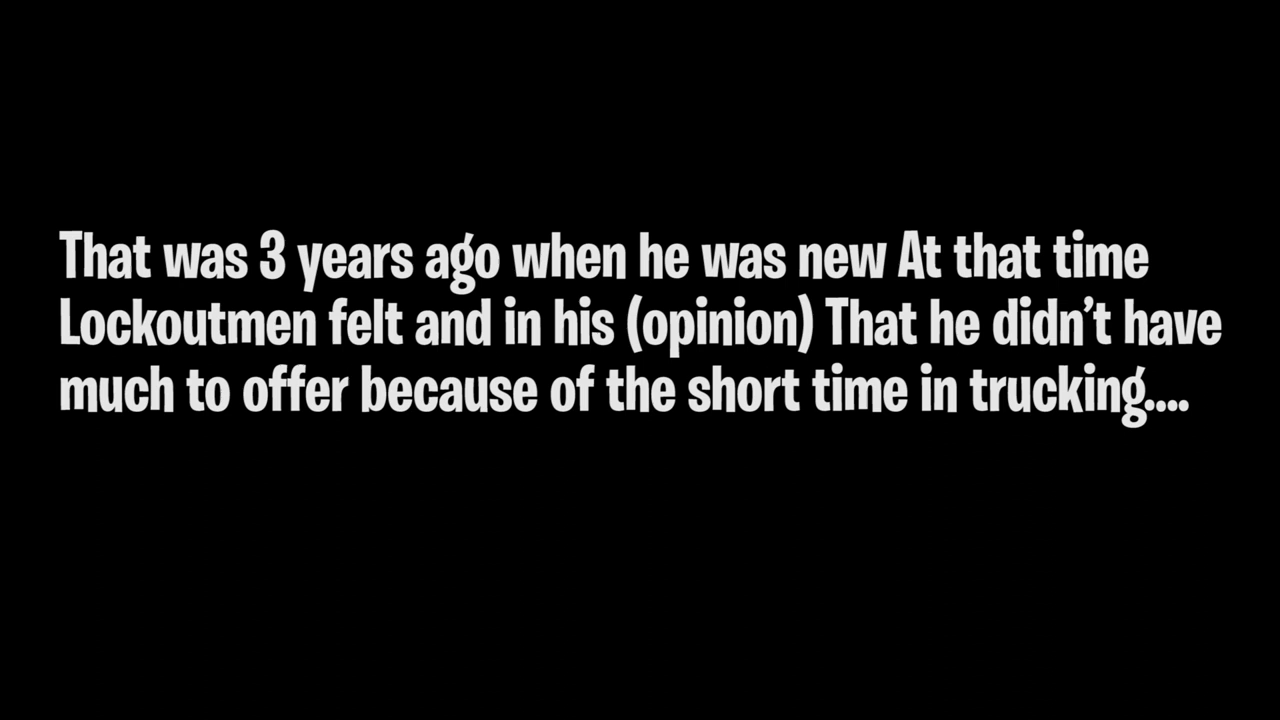 That was 3 years ago when he was new At that time
Lockoutmen felt and in his (opinion) That he didn’t have
much to offer because of the short time in trucking....